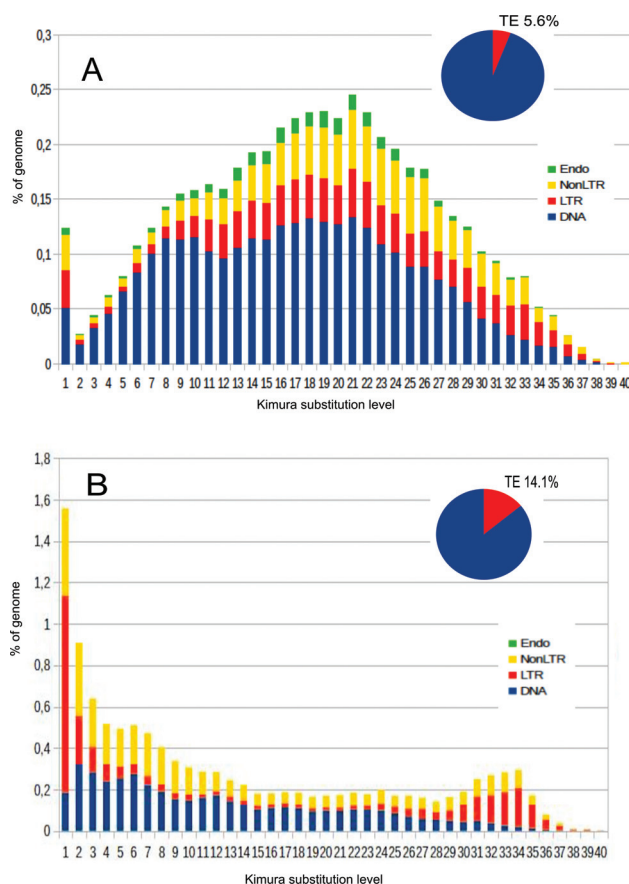 TE 5.6%
0,3
A
0,25
% of genome
0,2
Endo
NonLTR
LTR
DNA
0,15
0,1
0,05
0
1 2 3 4 5 6 7 8 9 10 11 12 13 14 15 16 17 18 19 20 21 22 23 24 25 26 27 28 29 30 31 32 33 34 35 36 37 38 39 40
Kimura substitution level
1,8
B
TE 14.1%
1,6
1,4
1,2
% of genome
1
Endo
NonLTR
LTR
DNA
0,8
0,6
0,4
0,2
0
1 2 3 4 5 6 7 8 9 10 11 12 13 14 15 16 17 18 19 20 21 22 23 24 25 26 27 28 29 30 31 32 33 34 35 36 37 38 39 40
Kimura substitution level